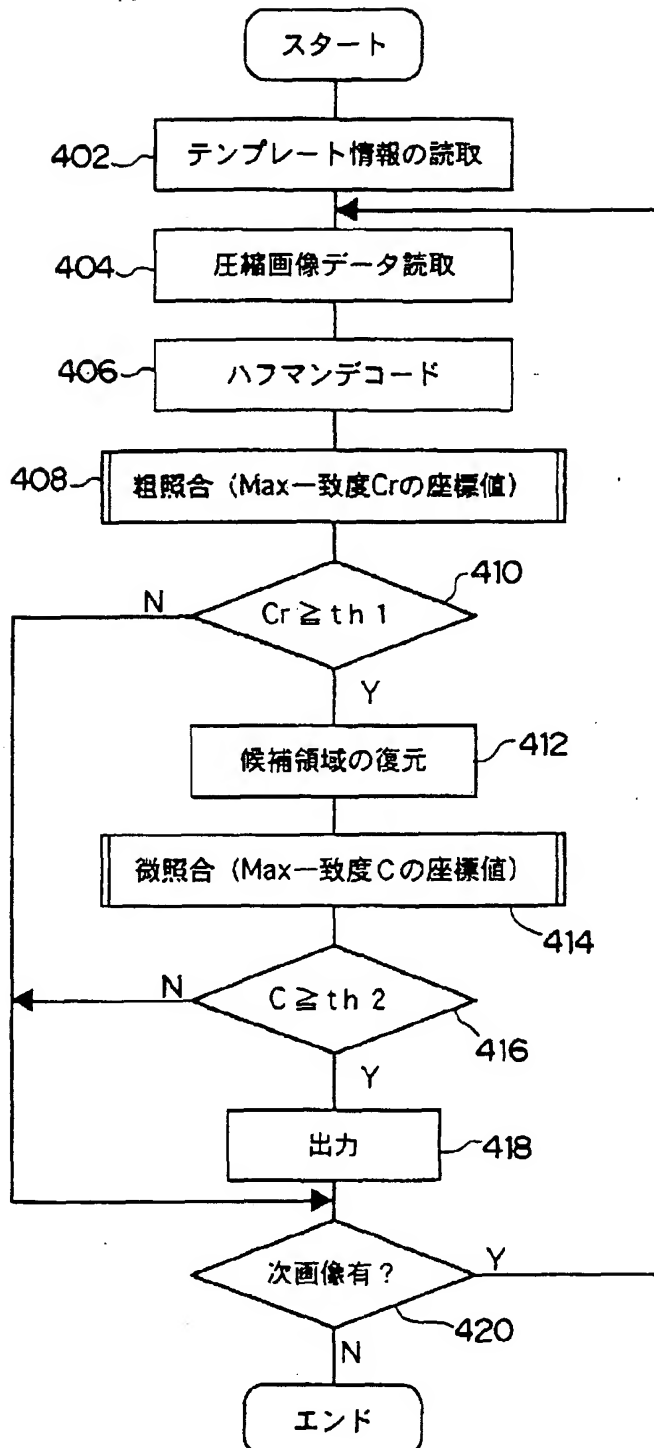 スタート
402 テンプレート情報の読取
404 圧縮画像データ読取
406 ハフマンデコード
408 粗照合（Max一致度Crの座標値）
410
N Cr≧th1
Y
候補領域の復元 412
微照合（Max一致度Cの座標値）
414
N C≧th2
416
Y
出力 418
次画像有？ Y
420
N
エンド